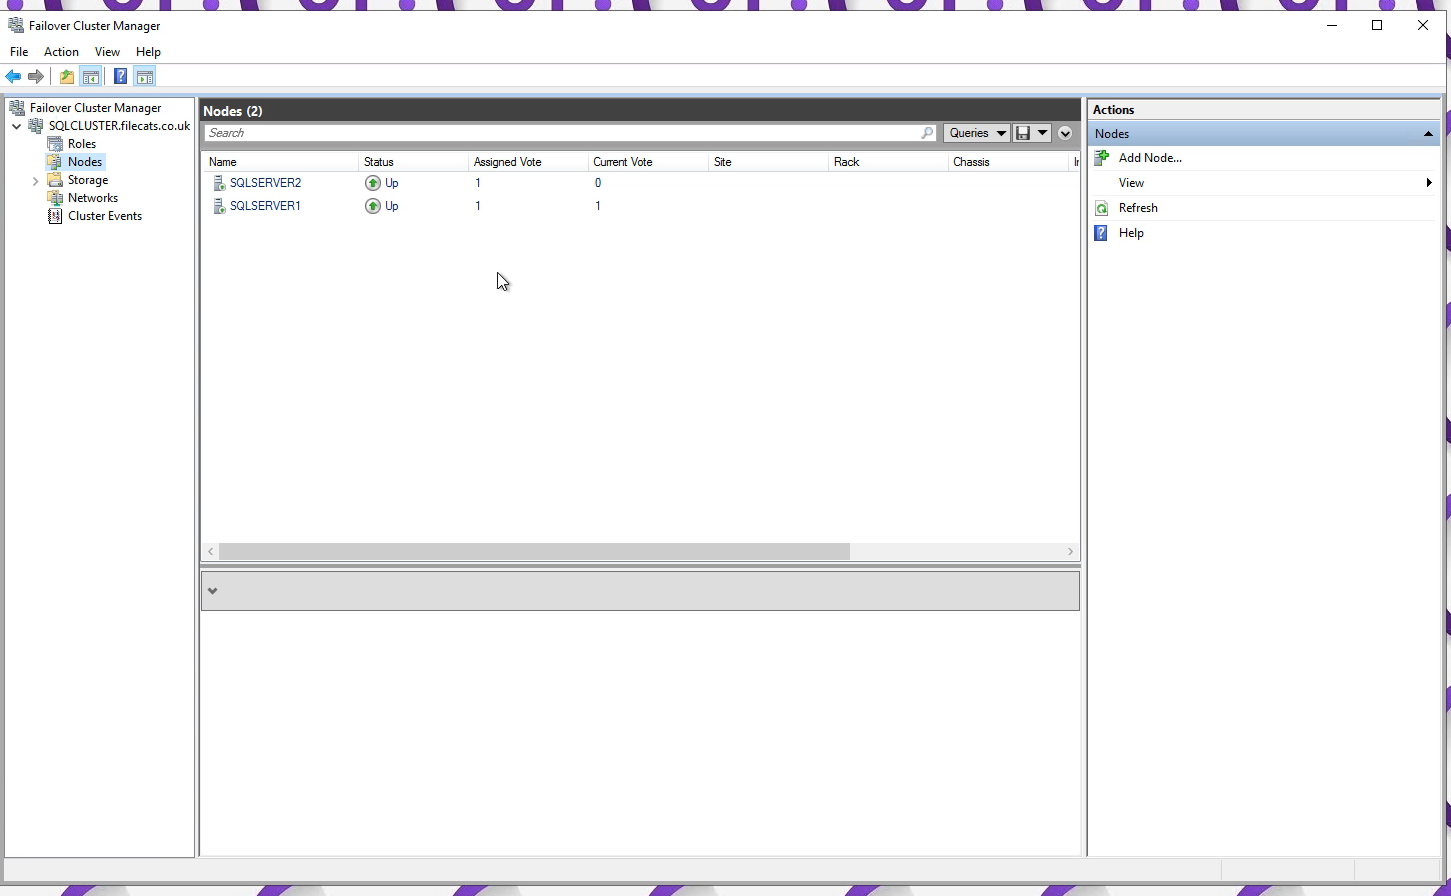 Failover Cluster Manager
File Action View Help
Failover Cluster Manager
SQLCLUSTER.filecats.co.uk
Roles
Nodes
Storage
Networks
Cluster Events
Nodes (2)
Search
Queries
Name Status Assigned Vote Current Vote Site Rack Chassis
SQLSERVER2 Up 1 0
SQLSERVER1 Up 1 1
Actions
Nodes
Add Node...
View
Refresh
Help